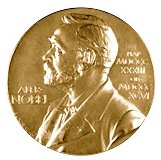 ALFR·
NOBEL
NAT·
MDCCC
XXXIII
OB·
MDCCC
XCVI